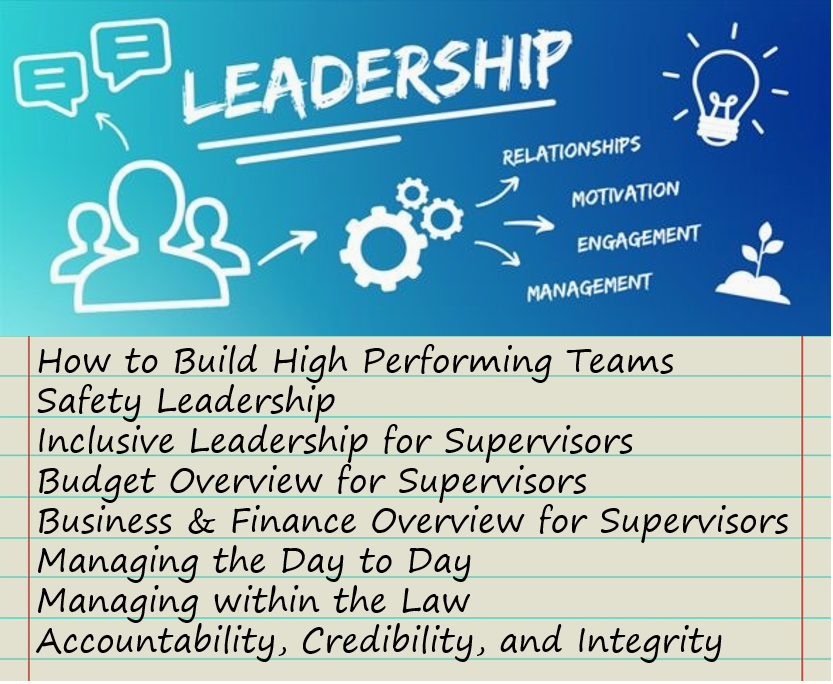 LEADERSHIP
RELATIONSHIPS
MOTIVATION
ENGAGEMENT
MANAGEMENT
How to Build High Performing Teams
Safety Leadership
Inclusive Leadership for Supervisors
Budget Overview for Supervisors
Business & Finance Overview for Supervisors
Managing the Day to Day
Managing within the Law
Accountability, Credibility, and Integrity